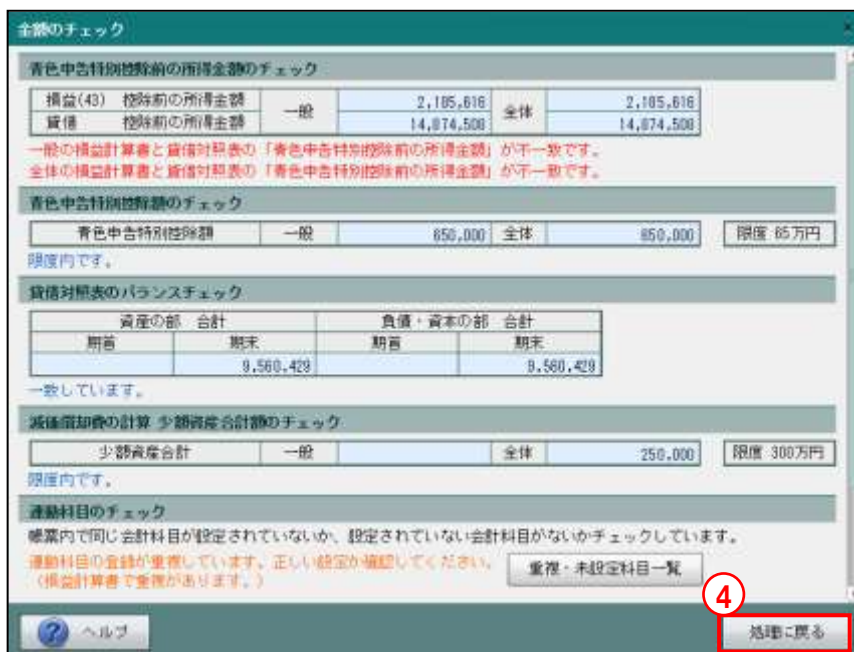 金額のチェック
青色申告特別控除前の所得金額のチェック
損益(43) 控除前の所得金額 一般 2,185,616 全体 2,185,616
貸借 控除前の所得金額 14,874,508 14,874,508
一般の損益計算書と貸借対照表の「青色申告特別控除前の所得金額」が不一致です。
全体の損益計算書と貸借対照表の「青色申告特別控除前の所得金額」が不一致です。
青色申告特別控除額のチェック
青色申告特別控除額 一般 650,000 全体 650,000 限度 65万円
限度内です。
貸借対照表のバランスチェック
資産の部 合計 負債・資本の部 合計
期首 期末 期首 期末
9,560,429 9,560,429
一致しています。
減価償却費の計算 少額資産合計額のチェック
少額資産合計 一般 全体 250,000 限度 300万円
限度内です。
連動科目のチェック
帳票内で同じ会計科目が設定されていないか、設定されていない会計科目がないかチェックしています。
連動科目の登録が重複しています。正しい設定か確認してください。
(損益計算書で重複があります。)
重複・未設定科目一覧
4
ヘルプ
処理に戻る